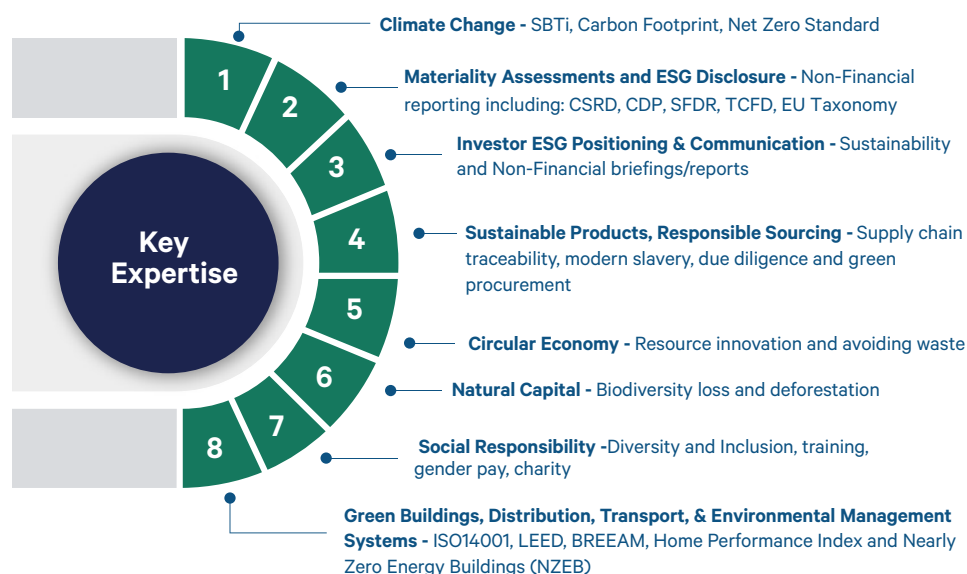 Key
Expertise
1
Climate Change - SBTi, Carbon Footprint, Net Zero Standard
2
Materiality Assessments and ESG Disclosure - Non-Financial
reporting including: CSRD, CDP, SFDR, TCFD, EU Taxonomy
3
Investor ESG Positioning & Communication - Sustainability
and Non-Financial briefings/reports
4
Sustainable Products, Responsible Sourcing - Supply chain
traceability, modern slavery, due diligence and green
procurement
5
Circular Economy - Resource innovation and avoiding waste
6
Natural Capital - Biodiversity loss and deforestation
7
Social Responsibility -Diversity and Inclusion, training,
gender pay, charity
8
Green Buildings, Distribution, Transport, & Environmental Management
Systems - ISO14001, LEED, BREEAM, Home Performance Index and Nearly
Zero Energy Buildings (NZEB)